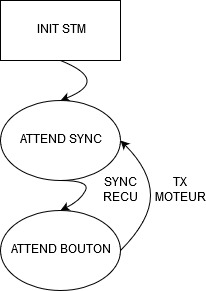 INIT STM
ATTEND SYNC
SYNC
RECU
TX
MOTEUR
ATTEND BOUTON